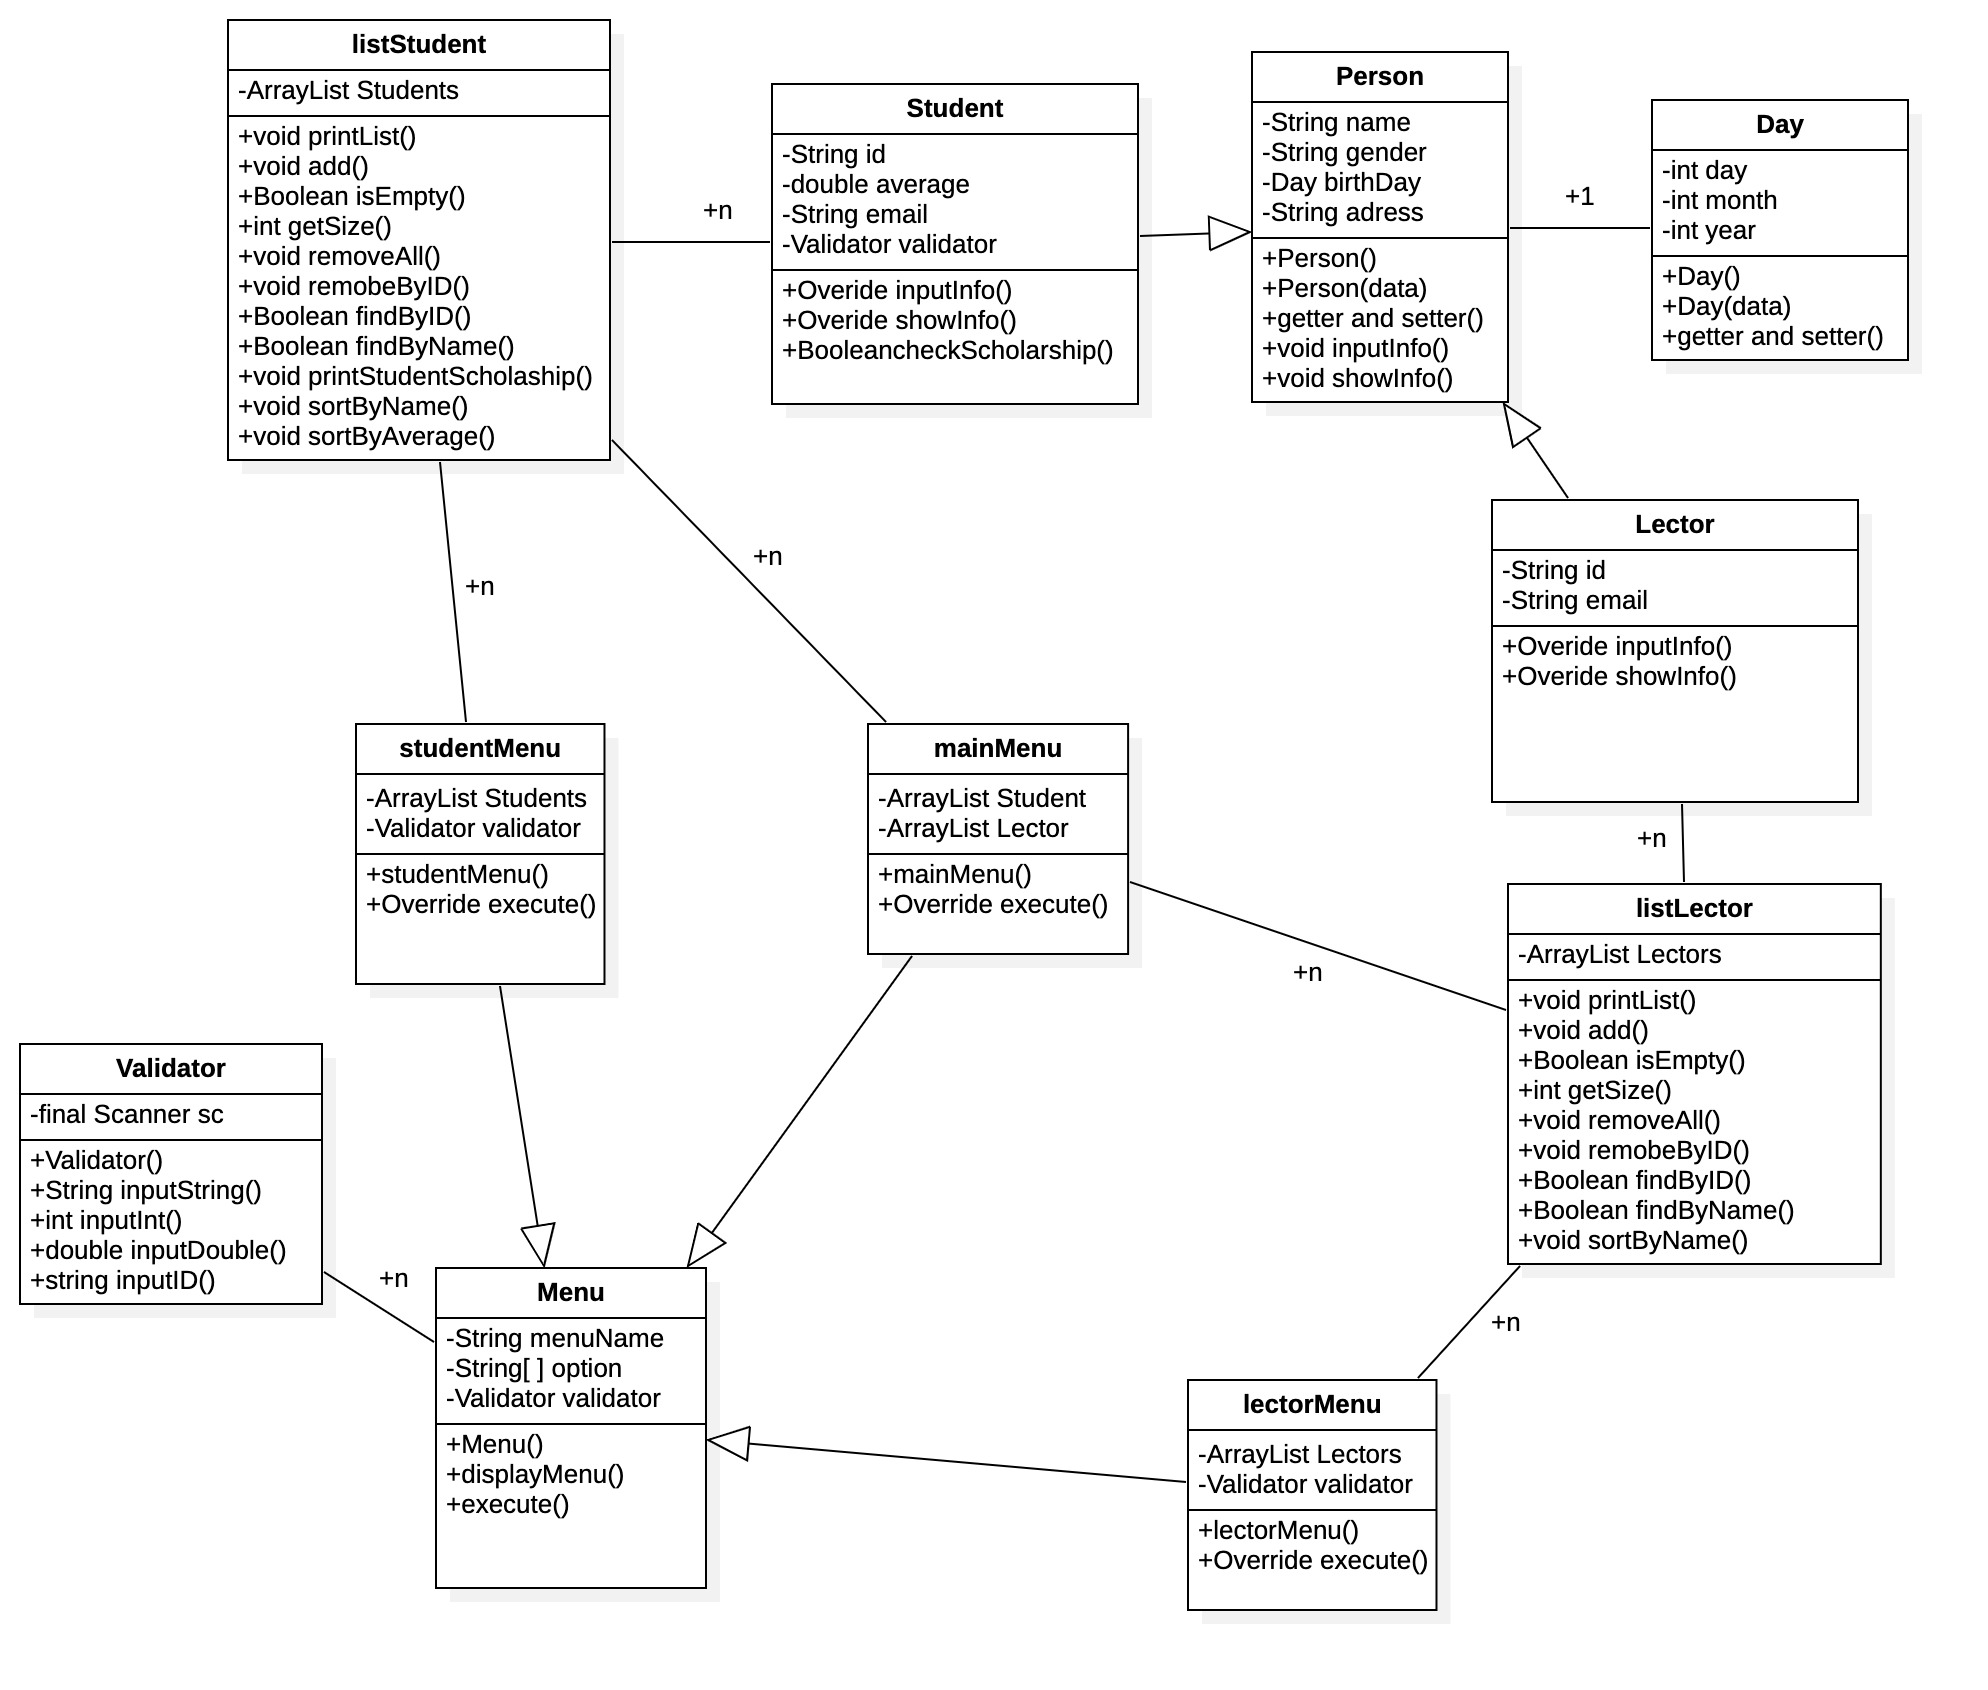 listStudent
-ArrayList Students
+void printList()
+void add()
+Boolean isEmpty()
+int getSize()
+void removeAll()
+void remobeByID()
+Boolean findByID()
+Boolean findByName()
+void printStudentScholaship()
+void sortByName()
+void sortByAverage()
+n
Student
-String id
-double average
-String email
-Validator validator
+Overide inputInfo()
+Overide showInfo()
+BooleancheckScholarship()
Person
-String name
-String gender
-Day birthDay
-String adress
+Person()
+Person(data)
+getter and setter()
+void inputInfo()
+void showInfo()
+1
Day
-int day
-int month
-int year
+Day()
+Day(data)
+getter and setter()
+n
+n
Lector
-String id
-String email
+Overide inputInfo()
+Overide showInfo()
studentMenu
-ArrayList Students
-Validator validator
+studentMenu()
+Override execute()
mainMenu
-ArrayList Student
-ArrayList Lector
+mainMenu()
+Override execute()
+n
+n
listLector
-ArrayList Lectors
+void printList()
+void add()
+Boolean isEmpty()
+int getSize()
+void removeAll()
+void remobeByID()
+Boolean findByID()
+Boolean findByName()
+void sortByName()
Validator
-final Scanner sc
+Validator()
+String inputString()
+int inputInt()
+double inputDouble()
+string inputID()
+n
Menu
-String menuName
-String[ ] option
-Validator validator
+Menu()
+displayMenu()
+execute()
+n
lectorMenu
-ArrayList Lectors
-Validator validator
+lectorMenu()
+Override execute()